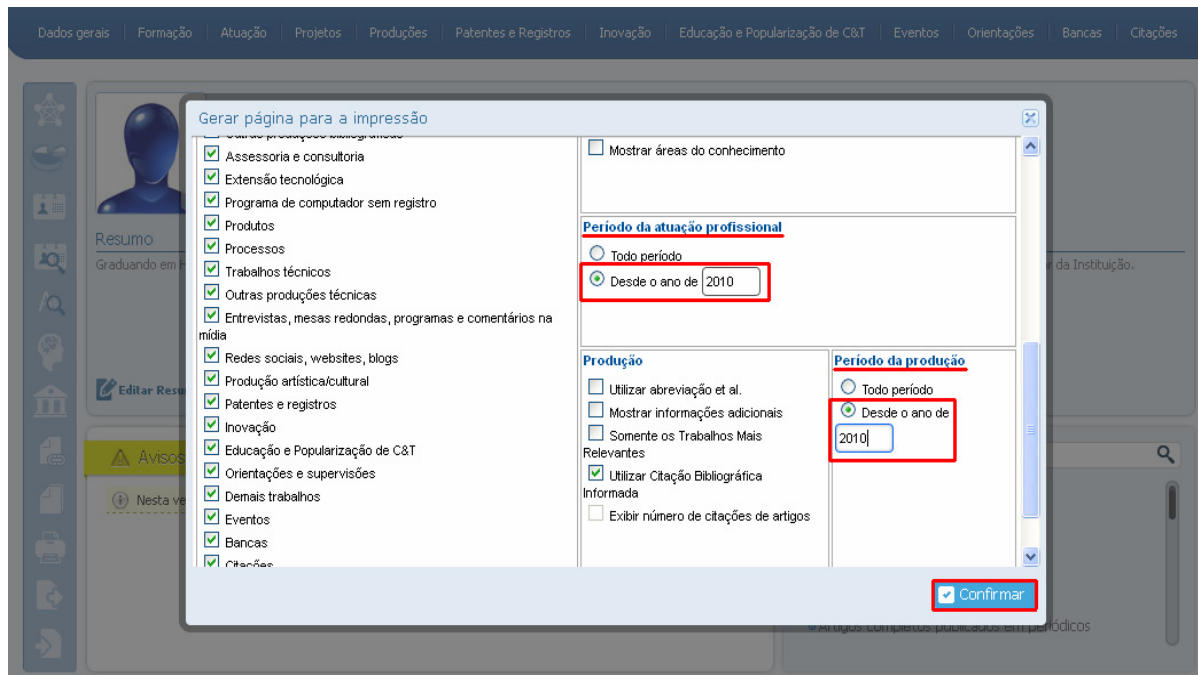 Dados gerais Formação Atuação Projetos Produções Patentes e Registros Inovação Educação e Popularização de C&T Eventos Orientações Bancas Citações
Gerar página para a impressão
Outras produções bibliográficas
Assessoria e consultoria
Extensão tecnológica
Programa de computador sem registro
Produtos
Processos
Trabalhos técnicos
Outras produções técnicas
Entrevistas, mesas redondas, programas e comentários na
mídia
Redes sociais, websites, blogs
Produção artística/cultural
Patentes e registros
Inovação
Educação e Popularização de C&T
Orientações e supervisões
Demais trabalhos
Eventos
Bancas
Citações
Mostrar áreas do conhecimento
Período da atuação profissional
Todo período
Desde o ano de 2010
Produção
Utilizar abreviação et al.
Mostrar informações adicionais
Somente os Trabalhos Mais
Relevantes
Utilizar Citação Bibliográfica
Informada
Exibir número de citações de artigos
Período da produção
Todo período
Desde o ano de
2010
Confirmar
Resumo
Graduando em
da Instituição.
Editar
Avisos
Nesta
Artigos completos publicados em periódicos